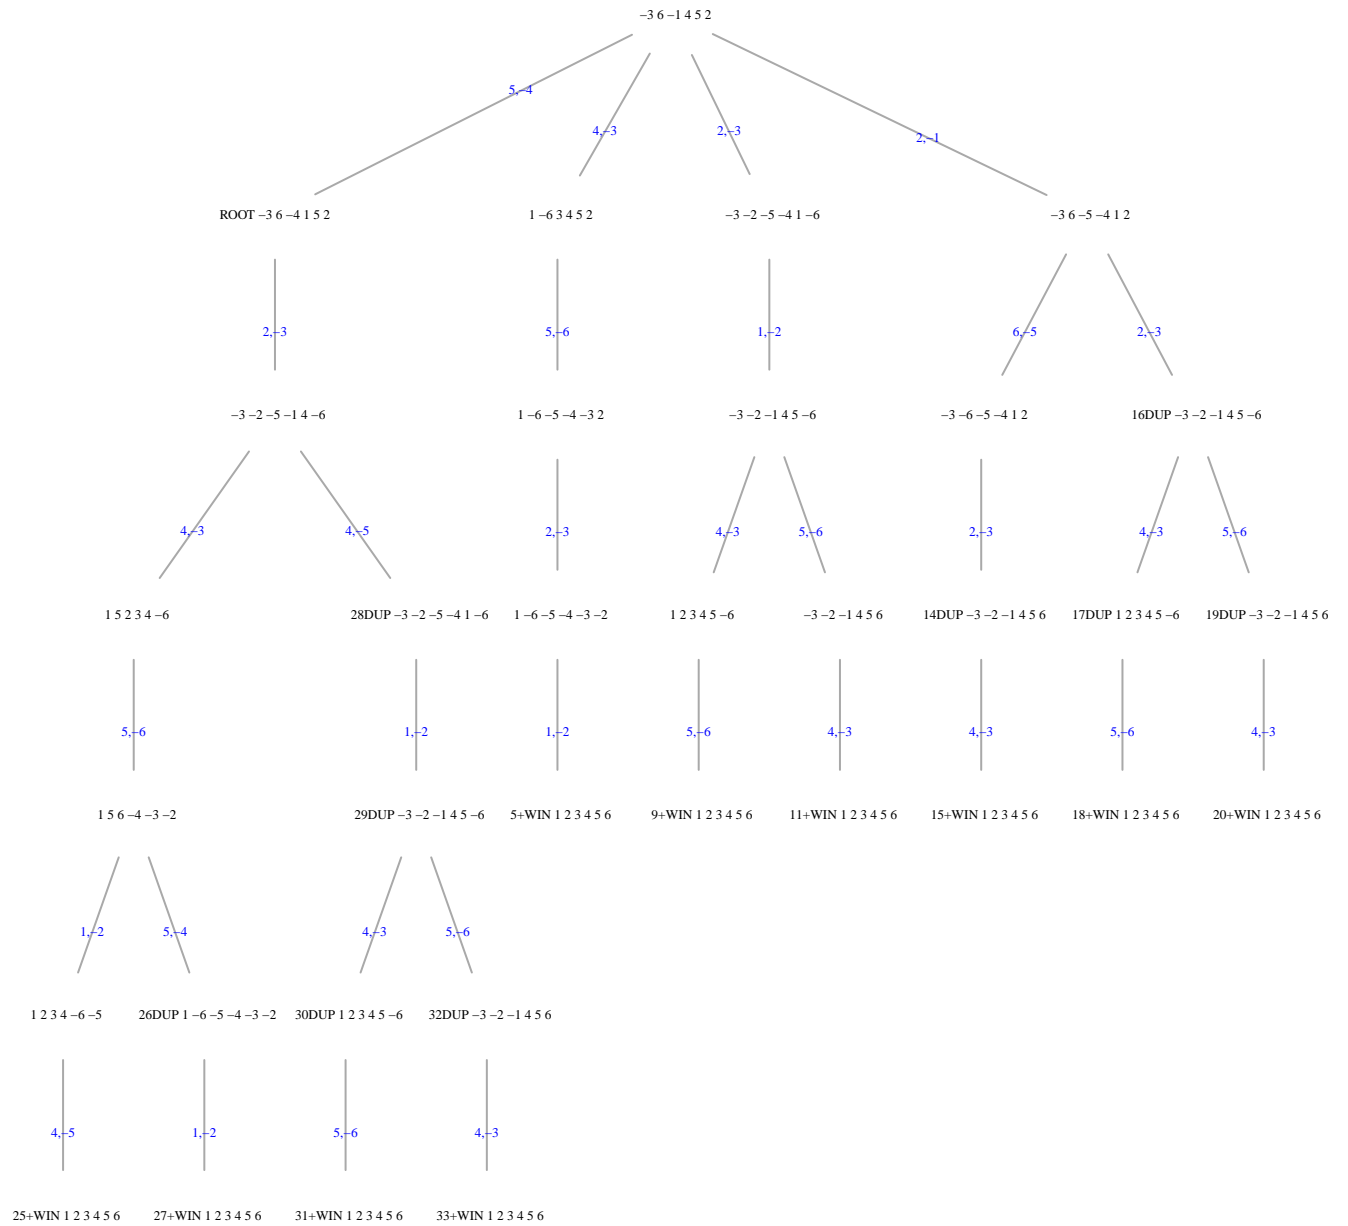 −3 6 −1 4 5 2
5,−4
4,−3
2,−3
2,−1
ROOT −3 6 −4 1 5 2
1 −6 3 4 5 2
−3 −2 −5 −4 1 −6
−3 6 −5 −4 1 2
2,−3
5,−6
1,−2
6,−5
2,−3
−3 −2 −5 −1 4 −6
1 −6 −5 −4 −3 2
−3 −2 −1 4 5 −6
−3 −6 −5 −4 1 2
16DUP −3 −2 −1 4 5 −6
4,−3
4,−5
2,−3
4,−3
5,−6
2,−3
4,−3
5,−6
1 5 2 3 4 −6
28DUP −3 −2 −5 −4 1 −6
1 −6 −5 −4 −3 −2
1 2 3 4 5 −6
−3 −2 −1 4 5 6
14DUP −3 −2 −1 4 5 6
17DUP 1 2 3 4 5 −6
19DUP −3 −2 −1 4 5 6
5,−6
1,−2
1,−2
5,−6
4,−3
4,−3
5,−6
4,−3
1 5 6 −4 −3 −2
29DUP −3 −2 −1 4 5 −6
5+WIN 1 2 3 4 5 6
9+WIN 1 2 3 4 5 6
11+WIN 1 2 3 4 5 6
15+WIN 1 2 3 4 5 6
18+WIN 1 2 3 4 5 6
20+WIN 1 2 3 4 5 6
1,−2
5,−4
4,−3
5,−6
1 2 3 4 −6 −5
26DUP 1 −6 −5 −4 −3 −2
30DUP 1 2 3 4 5 −6
32DUP −3 −2 −1 4 5 6
4,−5
1,−2
5,−6
4,−3
25+WIN 1 2 3 4 5 6
27+WIN 1 2 3 4 5 6
31+WIN 1 2 3 4 5 6
33+WIN 1 2 3 4 5 6